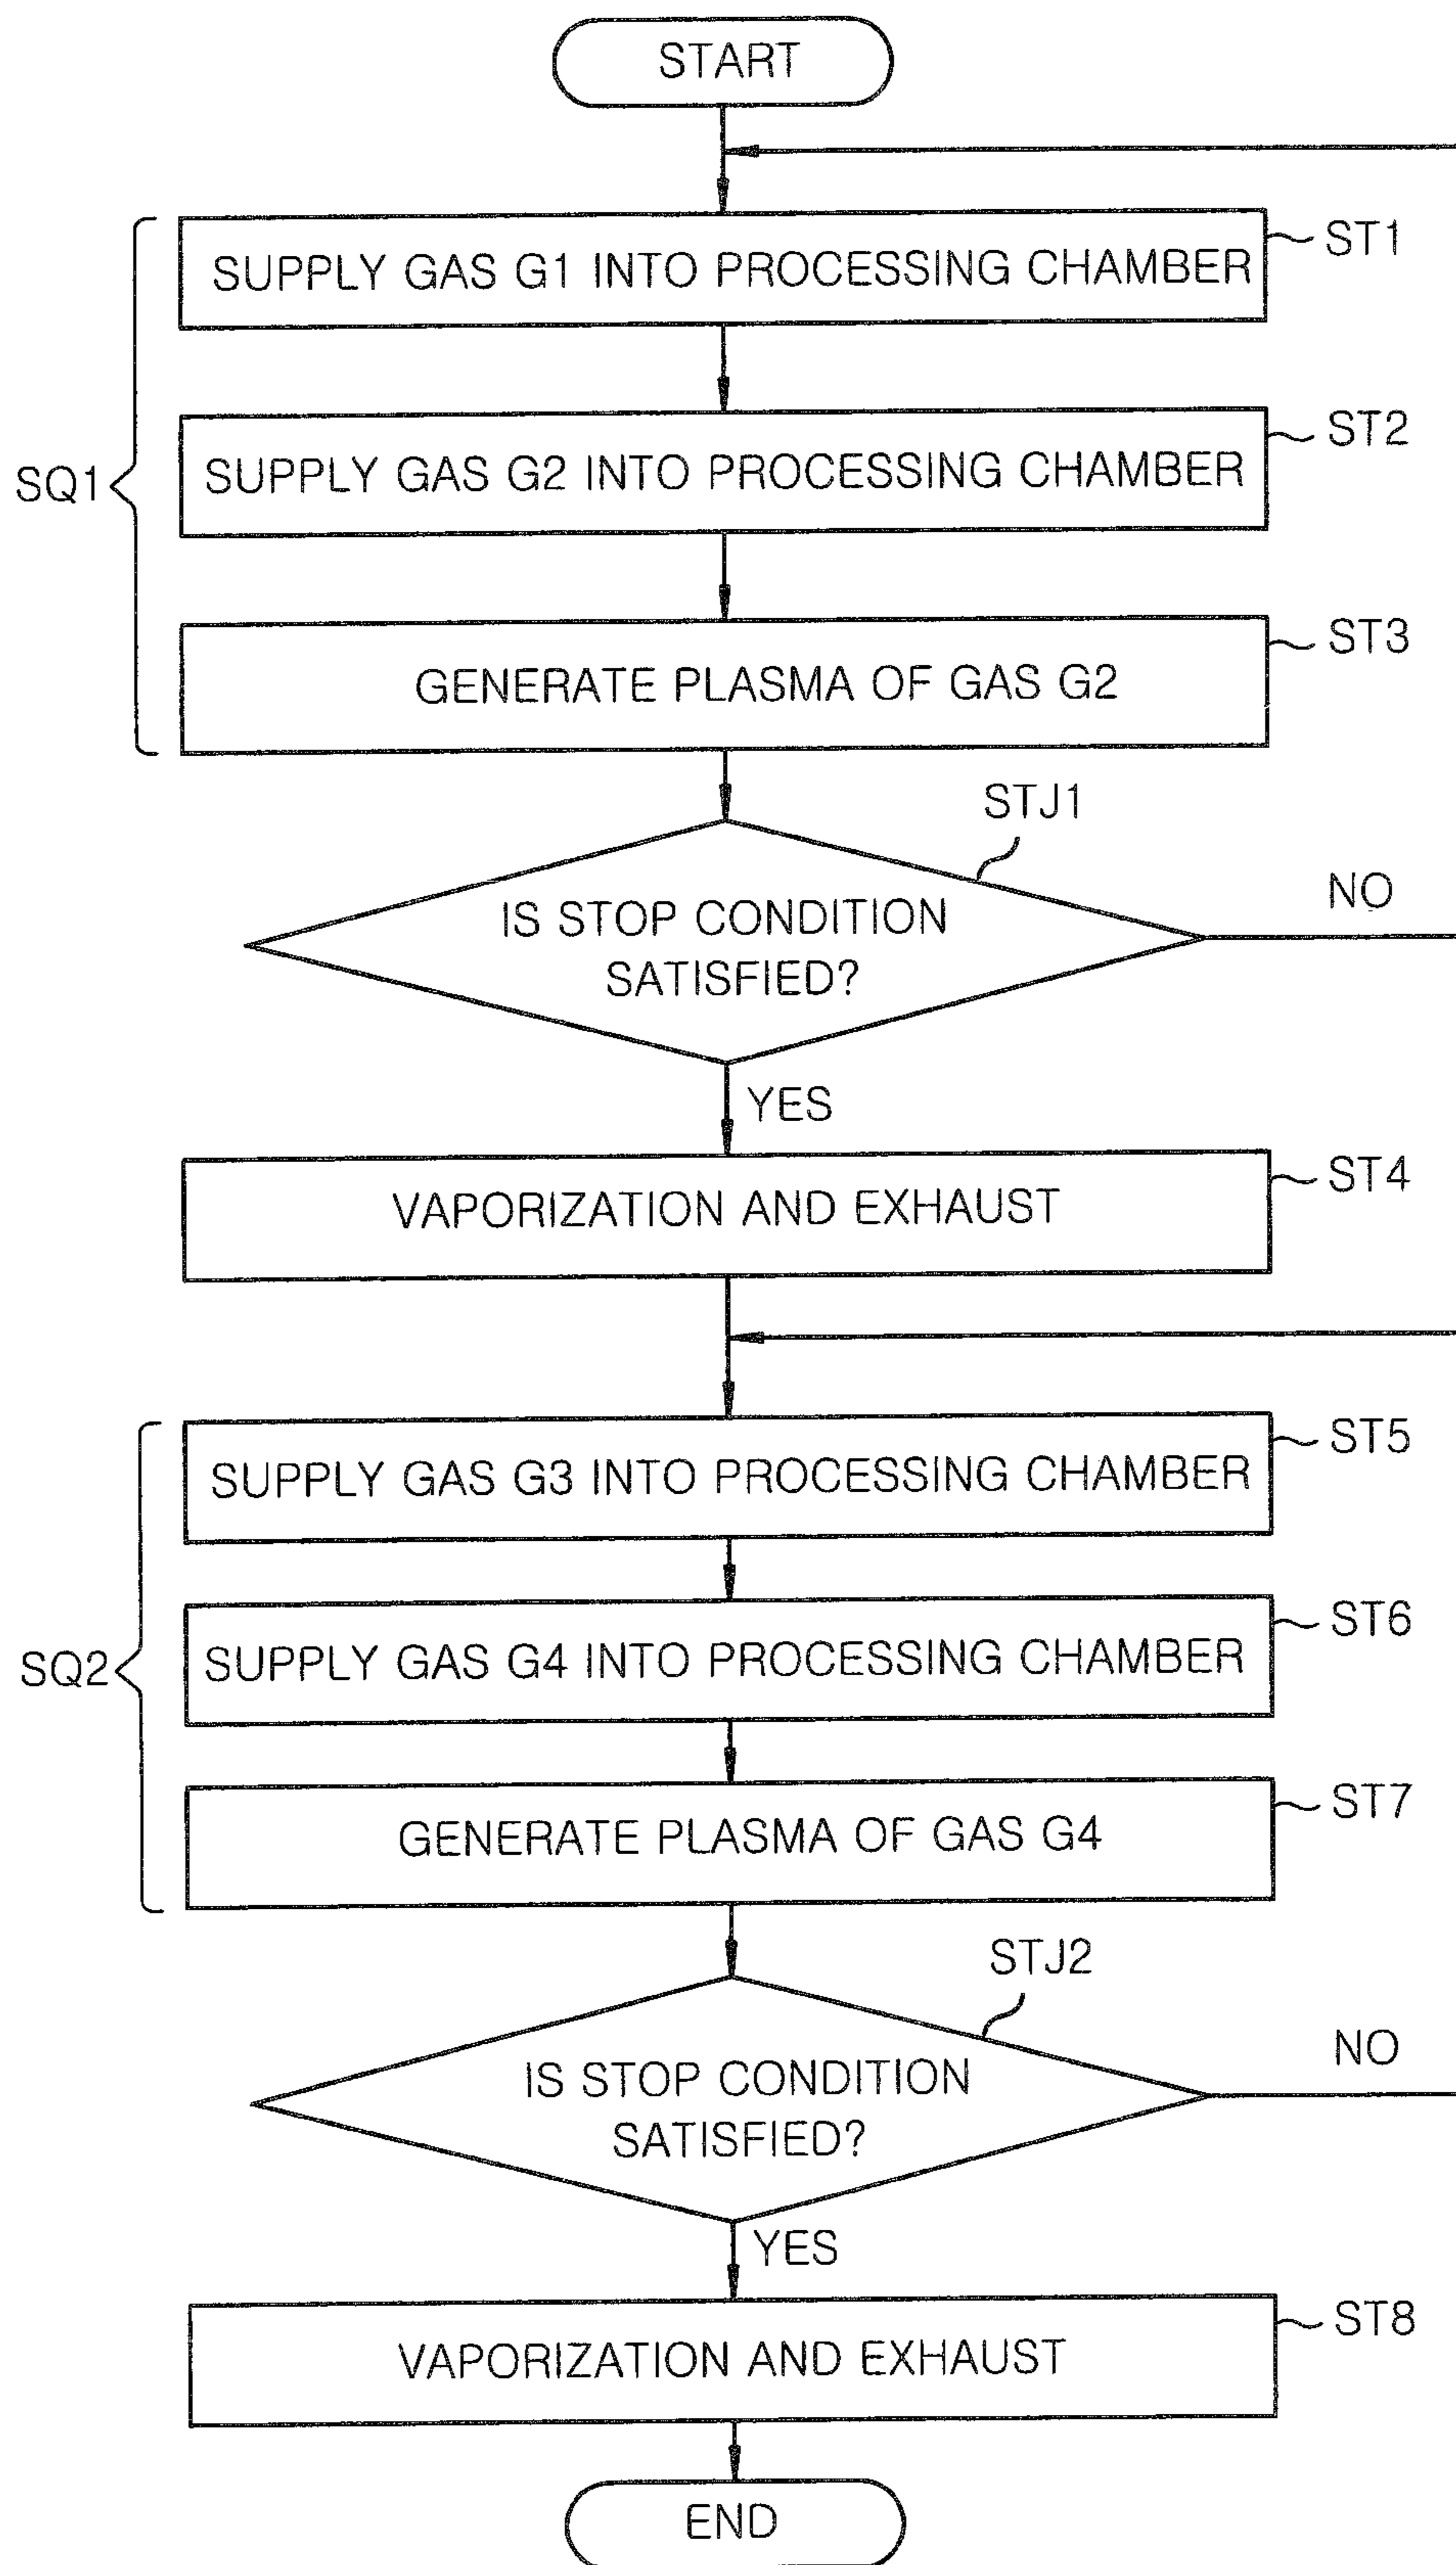 START
SUPPLY GAS G1 INTO PROCESSING CHAMBER
ST1
SUPPLY GAS G2 INTO PROCESSING CHAMBER
ST2
SQ1
GENERATE PLASMA OF GAS G2
ST3
STJ1
IS STOP CONDITION
SATISFIED?
NO
YES
VAPORIZATION AND EXHAUST
ST4
SUPPLY GAS G3 INTO PROCESSING CHAMBER
ST5
SUPPLY GAS G4 INTO PROCESSING CHAMBER
ST6
SQ2
GENERATE PLASMA OF GAS G4
ST7
STJ2
IS STOP CONDITION
SATISFIED?
NO
YES
VAPORIZATION AND EXHAUST
ST8
END